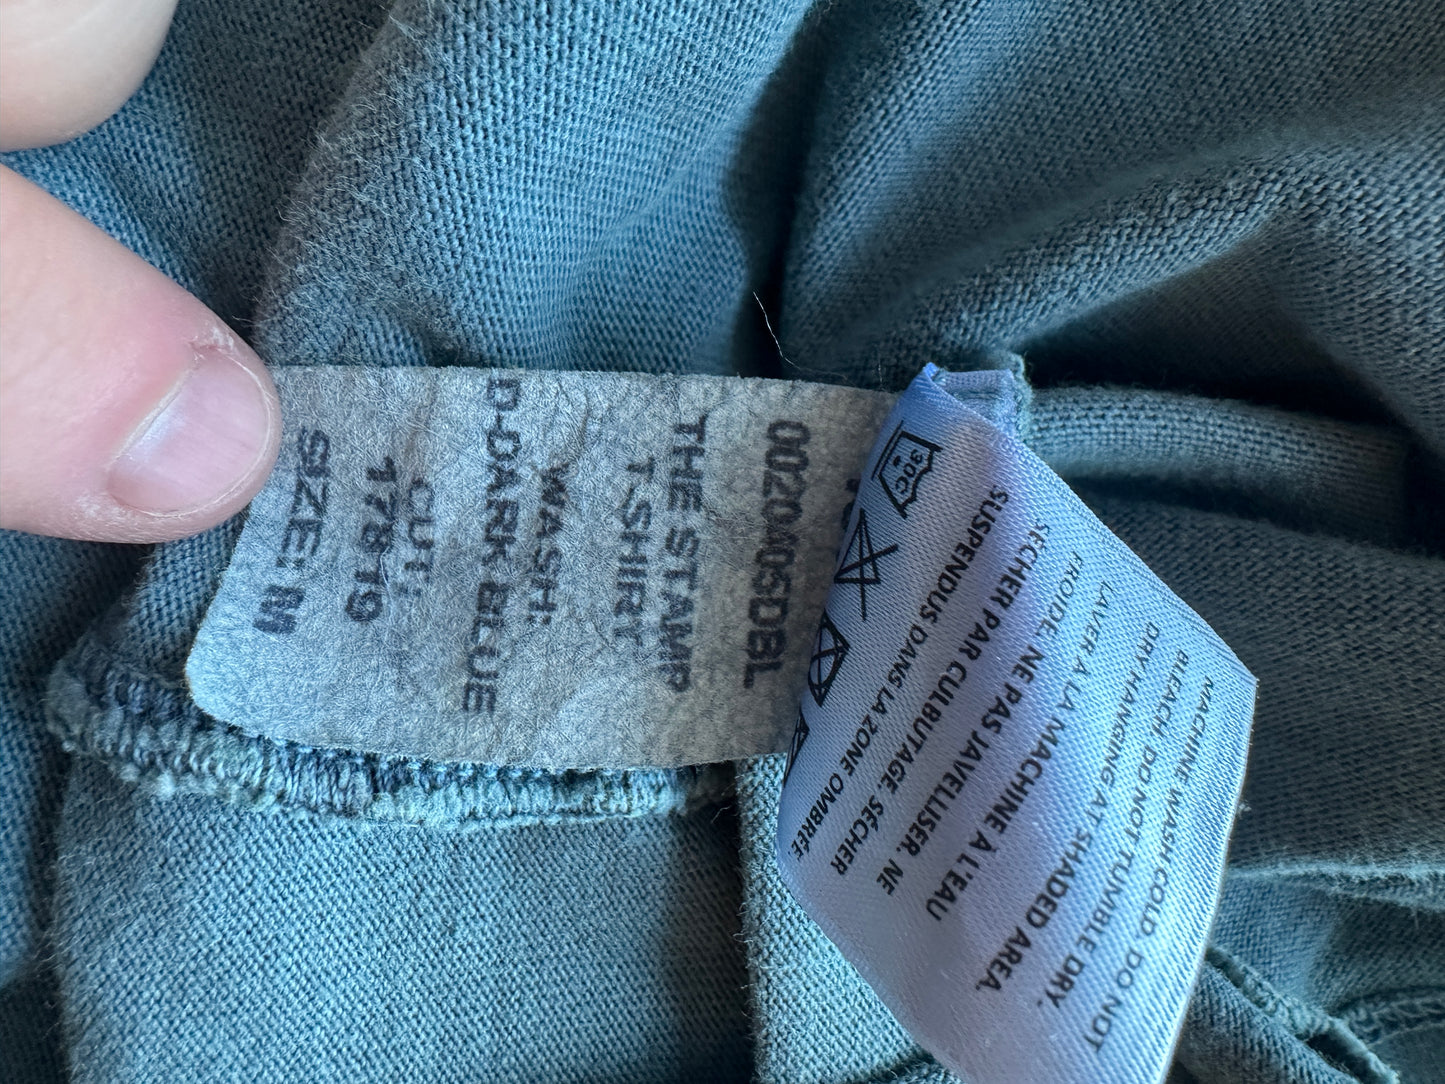 0020M05DBL
THE STAMP
T-SHIRT
WASH:
D-DARK BLUE
CUT:
17819
SIZE: M
30C
MACHINE WASH COLD. DO NOT
BLEACH. DO NOT TUMBLE DRY.
DRY HANGING AT SHADED AREA.
LAVER A LA MACHINE À L'EAU
FROIDE. NE PAS JAVELLISER. NE
SÉCHER PAR CULBUTAGE. SÉCHER
SUSPENDUS DANS LA ZONE OMBRÉE.